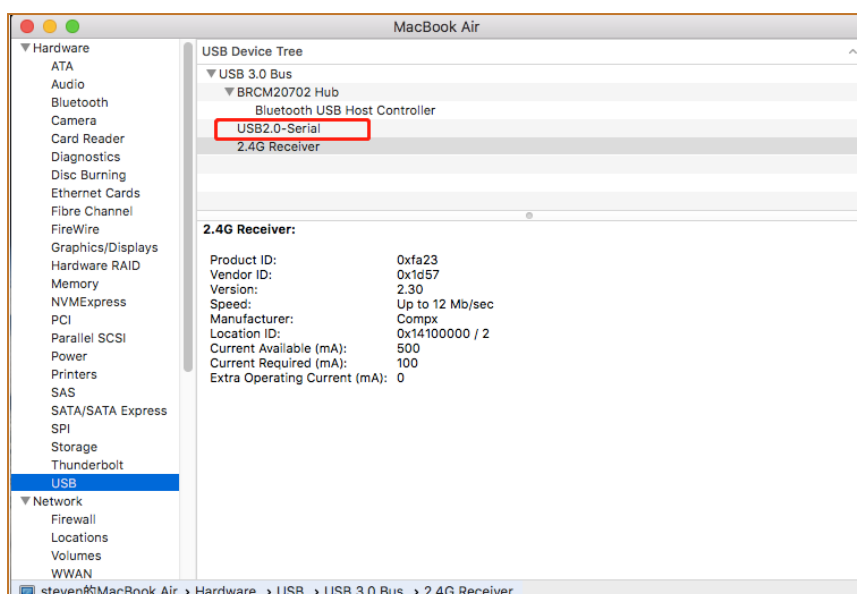 MacBook Air
Hardware
ATA
Audio
Bluetooth
Camera
Card Reader
Diagnostics
Disc Burning
Ethernet Cards
Fibre Channel
FireWire
Graphics/Displays
Hardware RAID
Memory
NVMExpress
PCI
Parallel SCSI
Power
Printers
SAS
SATA/SATA Express
SPI
Storage
Thunderbolt
USB
Network
Firewall
Locations
Volumes
WWAN
USB Device Tree
USB 3.0 Bus
BRCM20702 Hub
Bluetooth USB Host Controller
USB2.0-Serial
2.4G Receiver
2.4G Receiver:
Product ID: 0xfa23
Vendor ID: 0x1d57
Version: 2.30
Speed: Up to 12 Mb/sec
Manufacturer: Compx
Location ID: 0x14100000 / 2
Current Available (mA): 500
Current Required (mA): 100
Extra Operating Current (mA): 0
steven的MacBook Air › Hardware › USB › USB 3.0 Bus › 2.4G Receiver